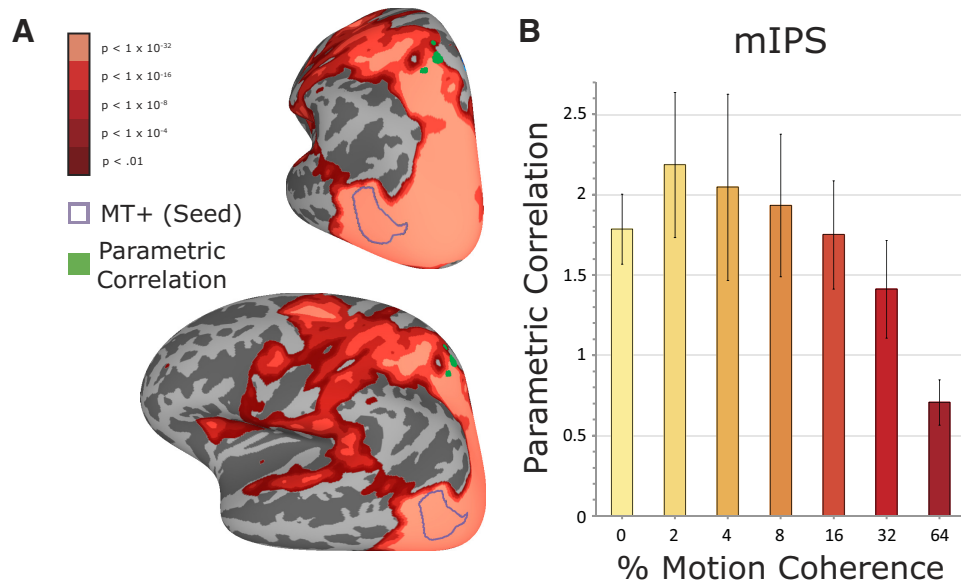 A
p < 1 x 10-32
p < 1 x 10-16
p < 1 x 10-8
p < 1 x 10-4
p < .01
MT+ (Seed)
Parametric
Correlation
B
mIPS
Parametric Correlation
2.5
2
1.5
1
0.5
0
0 2 4 8 16 32 64
% Motion Coherence